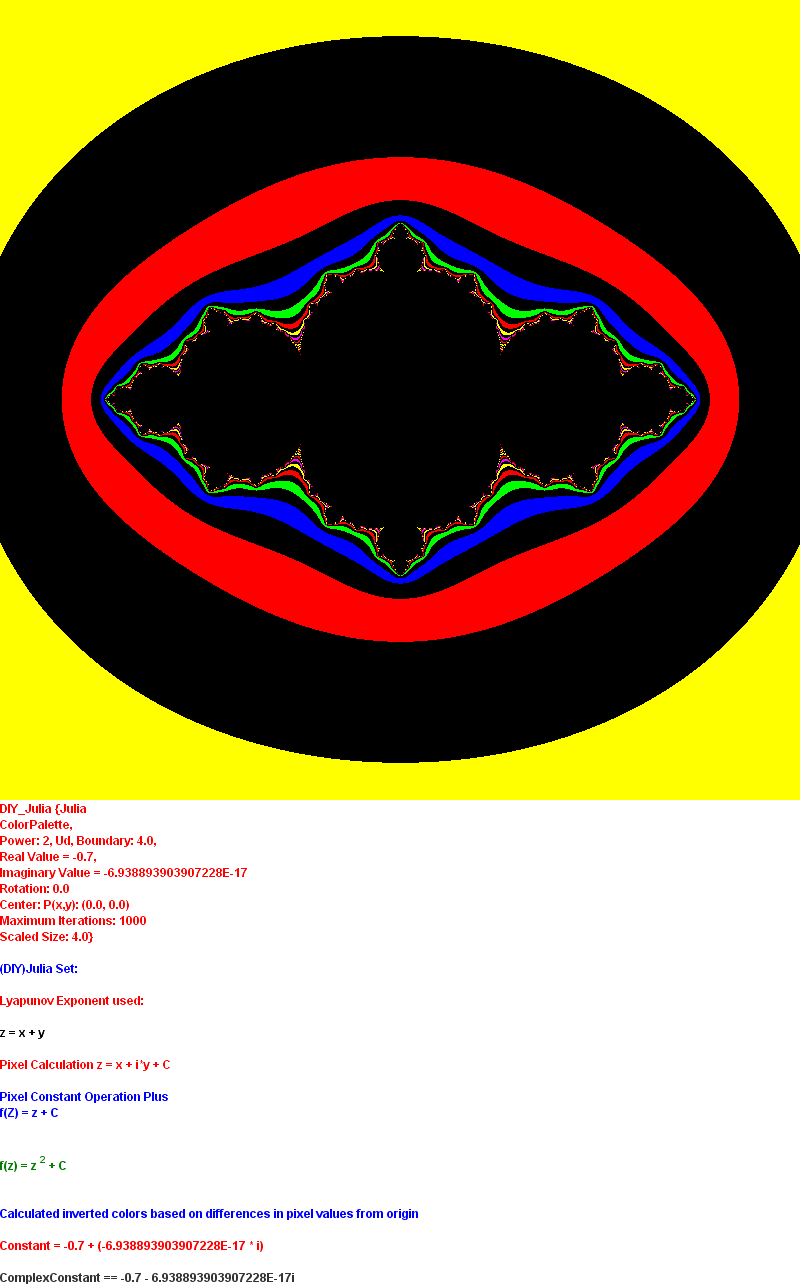 DIY_Julia {Julia
ColorPalette,
Power: 2, Ud, Boundary: 4.0,
Real Value = -0.7,
Imaginary Value = -6.938893903907228E-17
Rotation: 0.0
Center: P(x,y): (0.0, 0.0)
Maximum Iterations: 1000
Scaled Size: 4.0}
(DIY)Julia Set:
Lyapunov Exponent used:
z = x + y
Pixel Calculation z = x + i*y + C
Pixel Constant Operation Plus
f(Z) = z + C
f(z) = z 2 + C
Calculated inverted colors based on differences in pixel values from origin
Constant = -0.7 + (-6.938893903907228E-17 * i)
ComplexConstant == -0.7 - 6.938893903907228E-17i